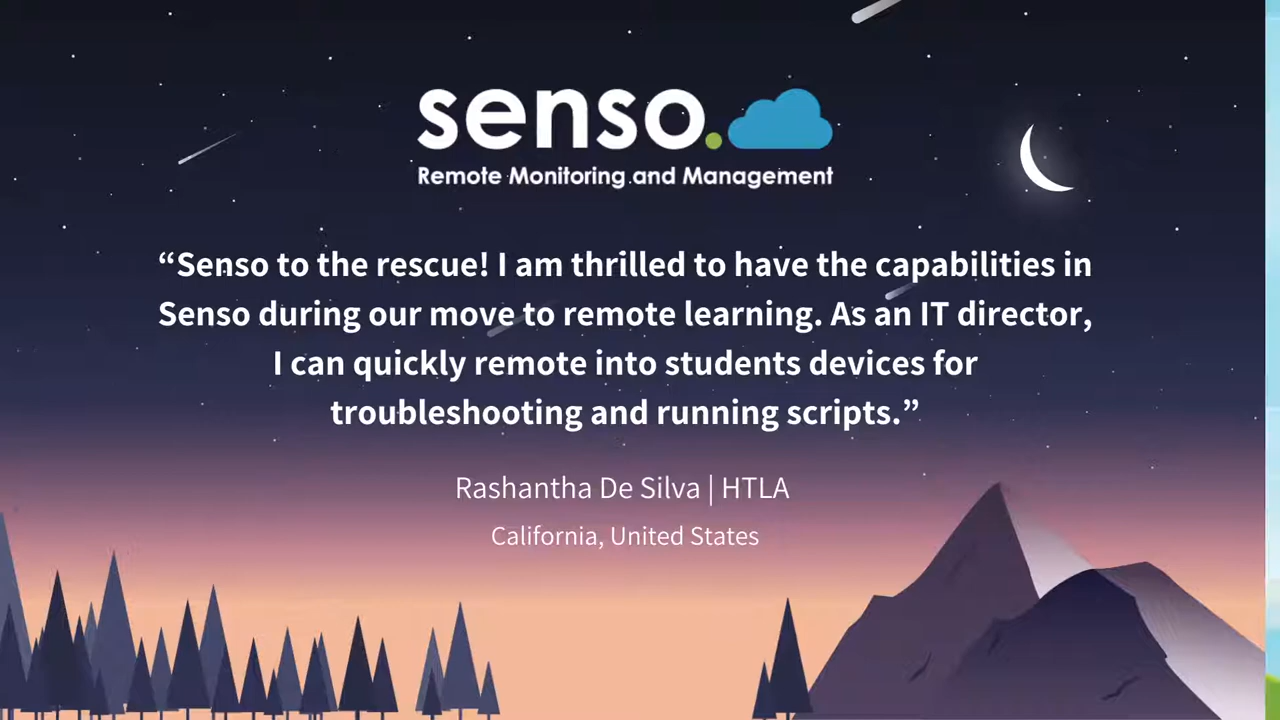 senso.
Remote Monitoring and Management
“Senso to the rescue! I am thrilled to have the capabilities in
Senso during our move to remote learning. As an IT director,
I can quickly remote into students devices for
troubleshooting and running scripts.”
Rashantha De Silva | HTLA
California, United States